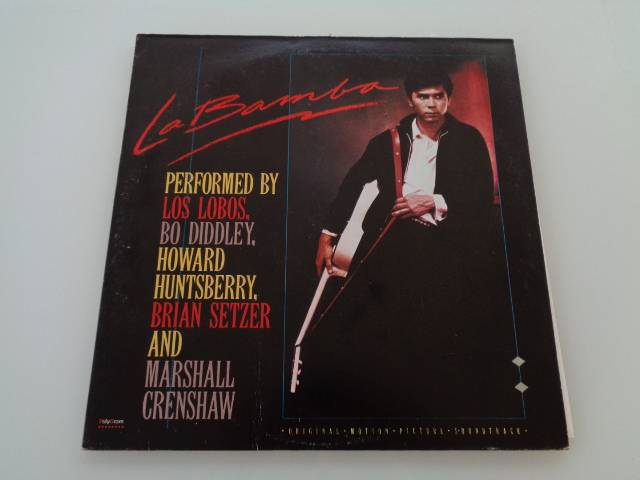 La Bamba
PERFORMED BY
LOS LOBOS,
BO DIDDLEY,
HOWARD
HUNTSBERRY,
BRIAN SETZER
AND
MARSHALL
CRENSHAW
PolyGram
· ORIGINAL · MOTION · PICTURE · SOUNDTRACK ·